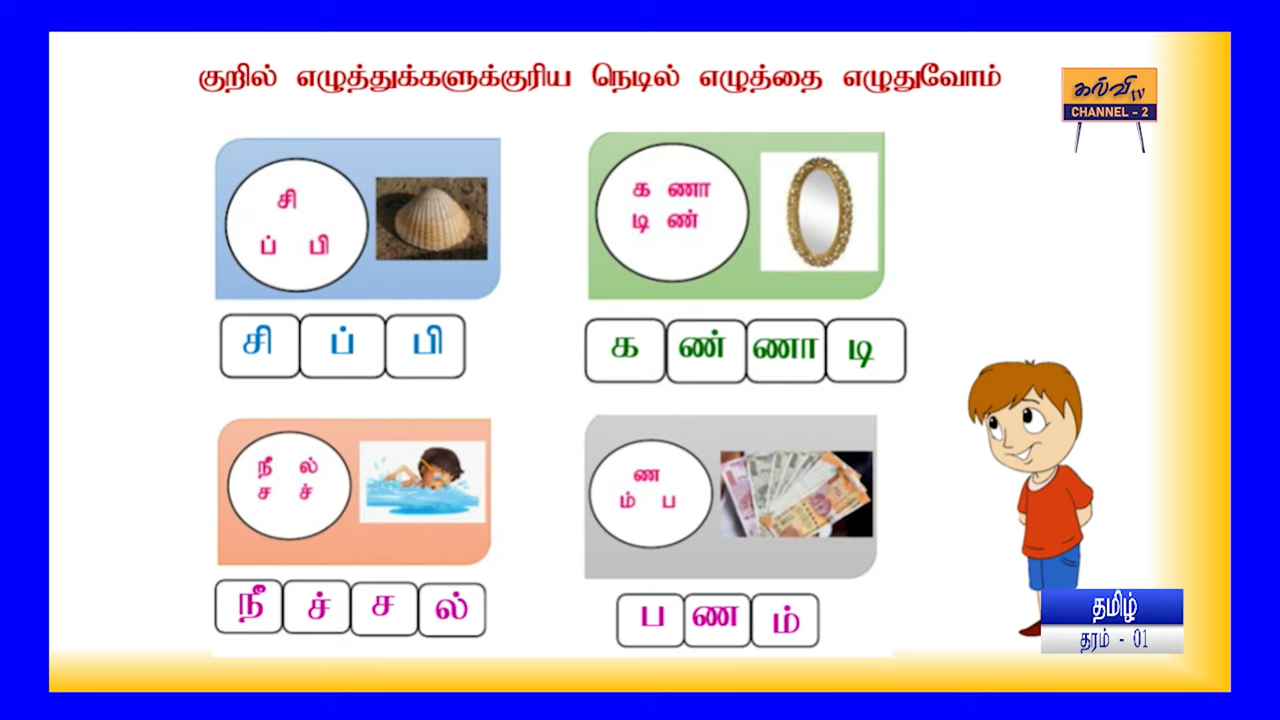 குறில் எழுத்துக்களுக்குரிய நெடில் எழுத்தை எழுதுவோம்
கல்வி tv
CHANNEL - 2
சி
ப் பி
சி ப் பி
க ணா
டி ண்
க ண் ணா டி
நீ ல்
ச ச்
நீ ச் ச ல்
ண
ம் ப
ப ண ம்
தமிழ்
தரம் - 01